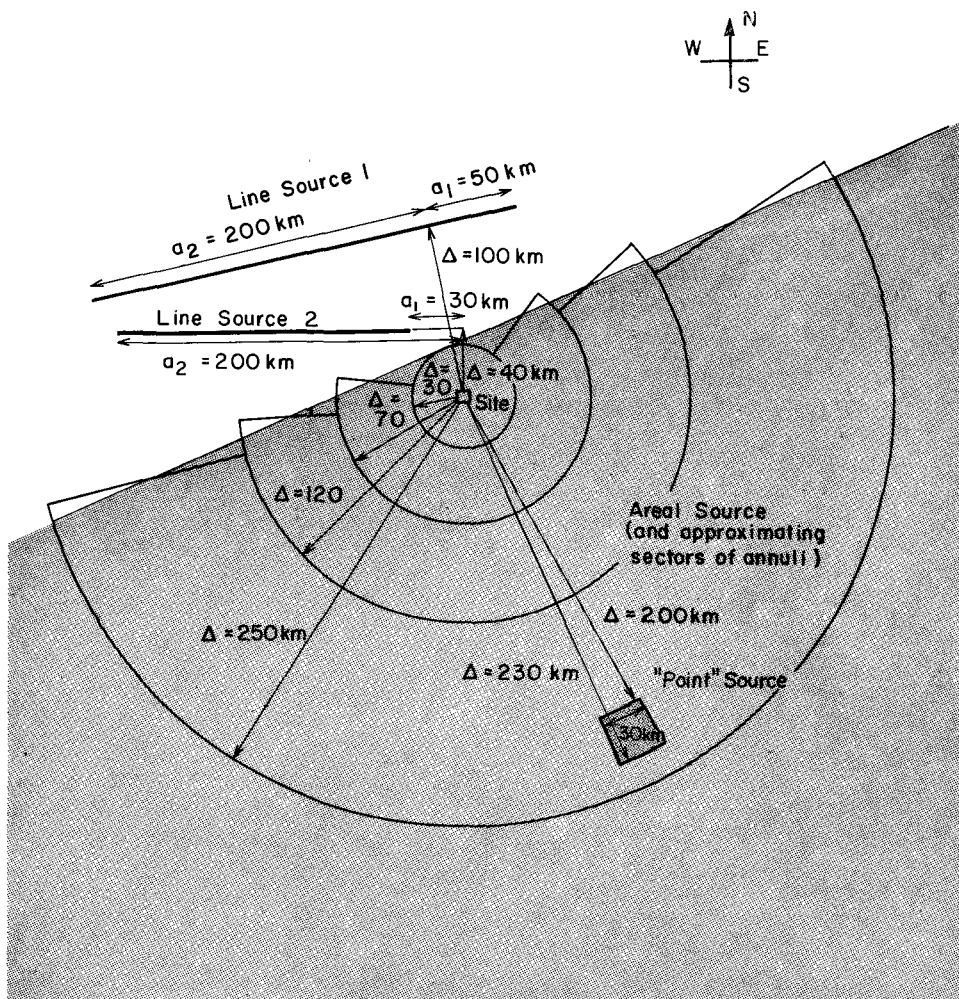 N
W E
S
Line Source 1
a₁ = 50 km
a₂ = 200 km
Δ = 100 km
a₁ = 30 km
Line Source 2
a₂ = 200 km
Δ =
30
Δ = 40 km
Site
Δ =
70
Δ = 120
Areal Source
(and approximating
sectors of annuli)
Δ = 250 km
Δ = 200 km
Δ = 230 km
"Point" Source
30km